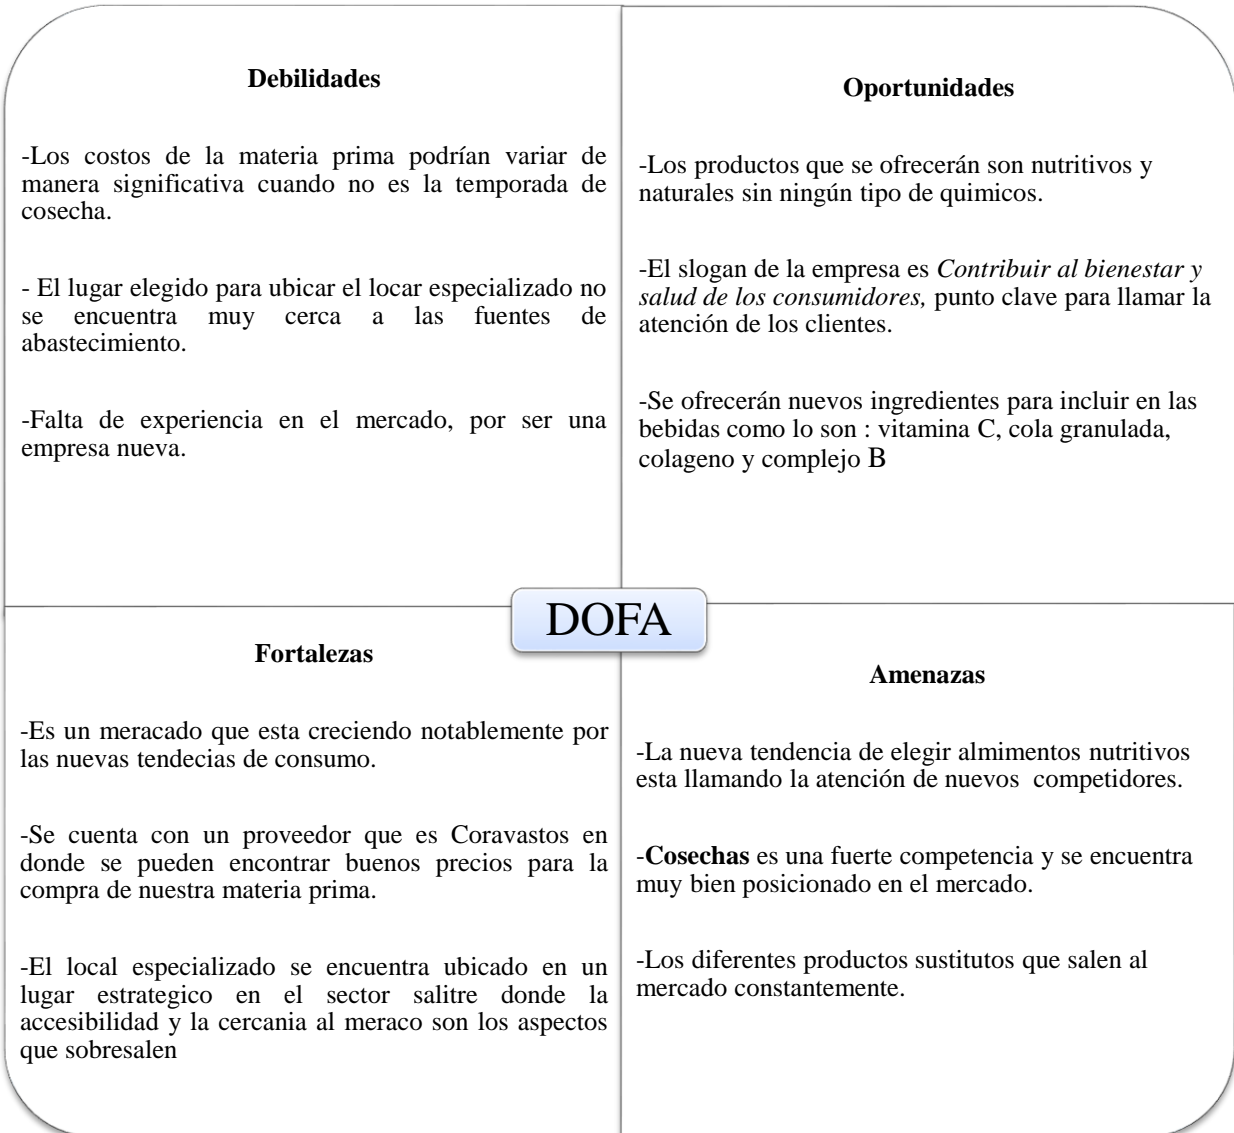 Debilidades
-Los costos de la materia prima podrían variar de
manera significativa cuando no es la temporada de
cosecha.
- El lugar elegido para ubicar el locar especializado no
se encuentra muy cerca a las fuentes de
abastecimiento.
-Falta de experiencia en el mercado, por ser una
empresa nueva.
Oportunidades
-Los productos que se ofrecerán son nutritivos y
naturales sin ningún tipo de quimicos.
-El slogan de la empresa es Contribuir al bienestar y
salud de los consumidores, punto clave para llamar la
atención de los clientes.
-Se ofrecerán nuevos ingredientes para incluir en las
bebidas como lo son : vitamina C, cola granulada,
colageno y complejo B
DOFA
Fortalezas
-Es un meracado que esta creciendo notablemente por
las nuevas tendecias de consumo.
-Se cuenta con un proveedor que es Coravastos en
donde se pueden encontrar buenos precios para la
compra de nuestra materia prima.
-El local especializado se encuentra ubicado en un
lugar estrategico en el sector salitre donde la
accesibilidad y la cercania al meraco son los aspectos
que sobresalen
Amenazas
-La nueva tendencia de elegir almimentos nutritivos
esta llamando la atención de nuevos  competidores.
-Cosechas es una fuerte competencia y se encuentra
muy bien posicionado en el mercado.
-Los diferentes productos sustitutos que salen al
mercado constantemente.